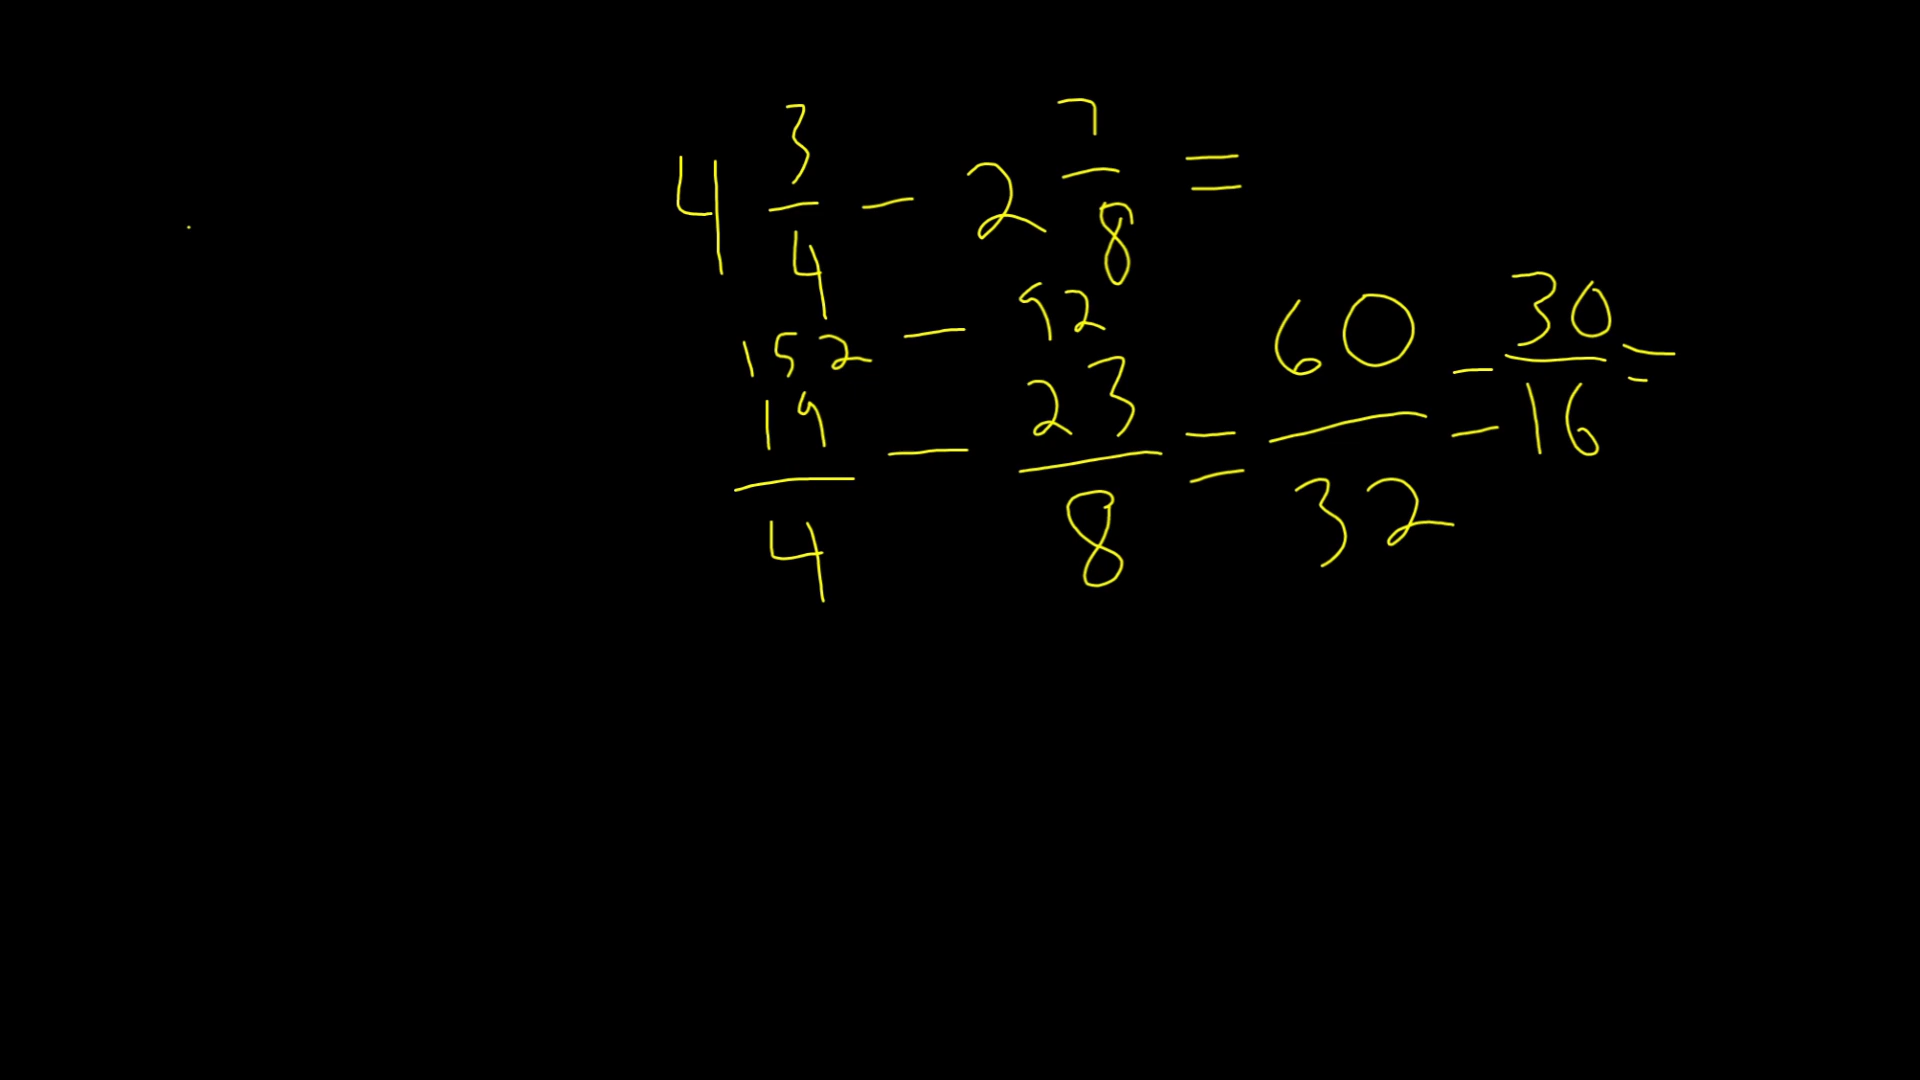 4 3/4 - 2 7/8 =
152 - 92
19/4 - 23/8 = 60/32 = 30/16 =